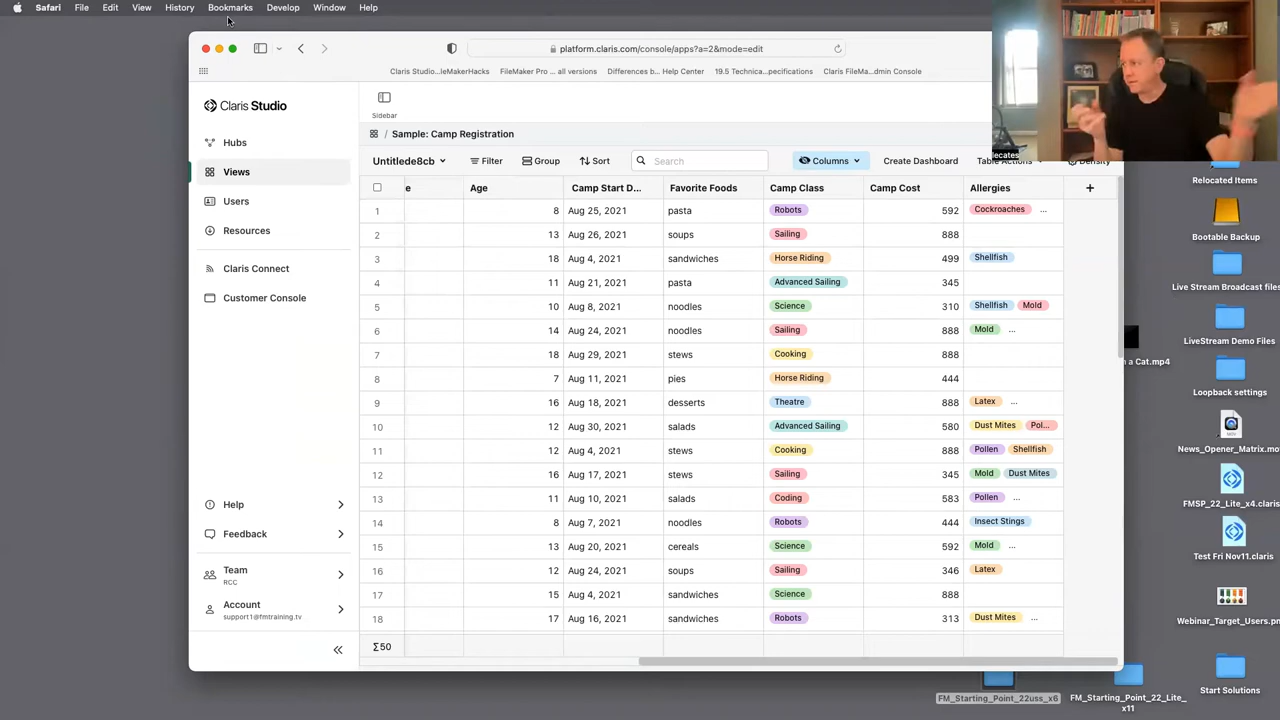 Safari File Edit View History Bookmarks Develop Window Help
platform.claris.com/console/apps?a=2&mode=edit
Claris Studio...leMakerHacks FileMaker Pro ... all versions Differences b... Help Center 19.5 Technica...pecifications Claris FileMa...dmin Console
Claris Studio
Sidebar
Hubs
Views
Users
Resources
Claris Connect
Customer Console
Help
Feedback
Team
RCC
Account
support1@fmtraining.tv
/ Sample: Camp Registration
Untitlede8cb Filter Group Sort Search Columns Create Dashboard Table Actions Density
e Age Camp Start D... Favorite Foods Camp Class Camp Cost Allergies +
1 8 Aug 25, 2021 pasta Robots 592 Cockroaches ...
2 13 Aug 26, 2021 soups Sailing 888
3 18 Aug 4, 2021 sandwiches Horse Riding 499 Shellfish
4 11 Aug 21, 2021 pasta Advanced Sailing 345
5 10 Aug 8, 2021 noodles Science 310 Shellfish Mold
6 14 Aug 24, 2021 noodles Sailing 888 Mold ...
7 18 Aug 29, 2021 stews Cooking 888
8 7 Aug 11, 2021 pies Horse Riding 444
9 16 Aug 18, 2021 desserts Theatre 888 Latex ...
10 12 Aug 30, 2021 salads Advanced Sailing 580 Dust Mites Pol...
11 12 Aug 4, 2021 stews Cooking 888 Pollen Shellfish
12 16 Aug 17, 2021 stews Sailing 345 Mold Dust Mites
13 11 Aug 10, 2021 salads Coding 583 Pollen ...
14 8 Aug 7, 2021 noodles Robots 444 Insect Stings
15 13 Aug 20, 2021 cereals Science 592 Mold ...
16 12 Aug 24, 2021 soups Sailing 346 Latex
17 15 Aug 4, 2021 sandwiches Science 888
18 17 Aug 16, 2021 sandwiches Robots 313 Dust Mites ...
Σ50
Relocated Items
Bootable Backup
Live Stream Broadcast files
LiveStream Demo Files
n a Cat.mp4
Loopback settings
News_Opener_Matrix.mo
FMSP_22_Lite_x4.claris
Test Fri Nov11.claris
Webinar_Target_Users.pn
Start Solutions
FM_Starting_Point_22uss_x6
FM_Starting_Point_22_Lite_
x11